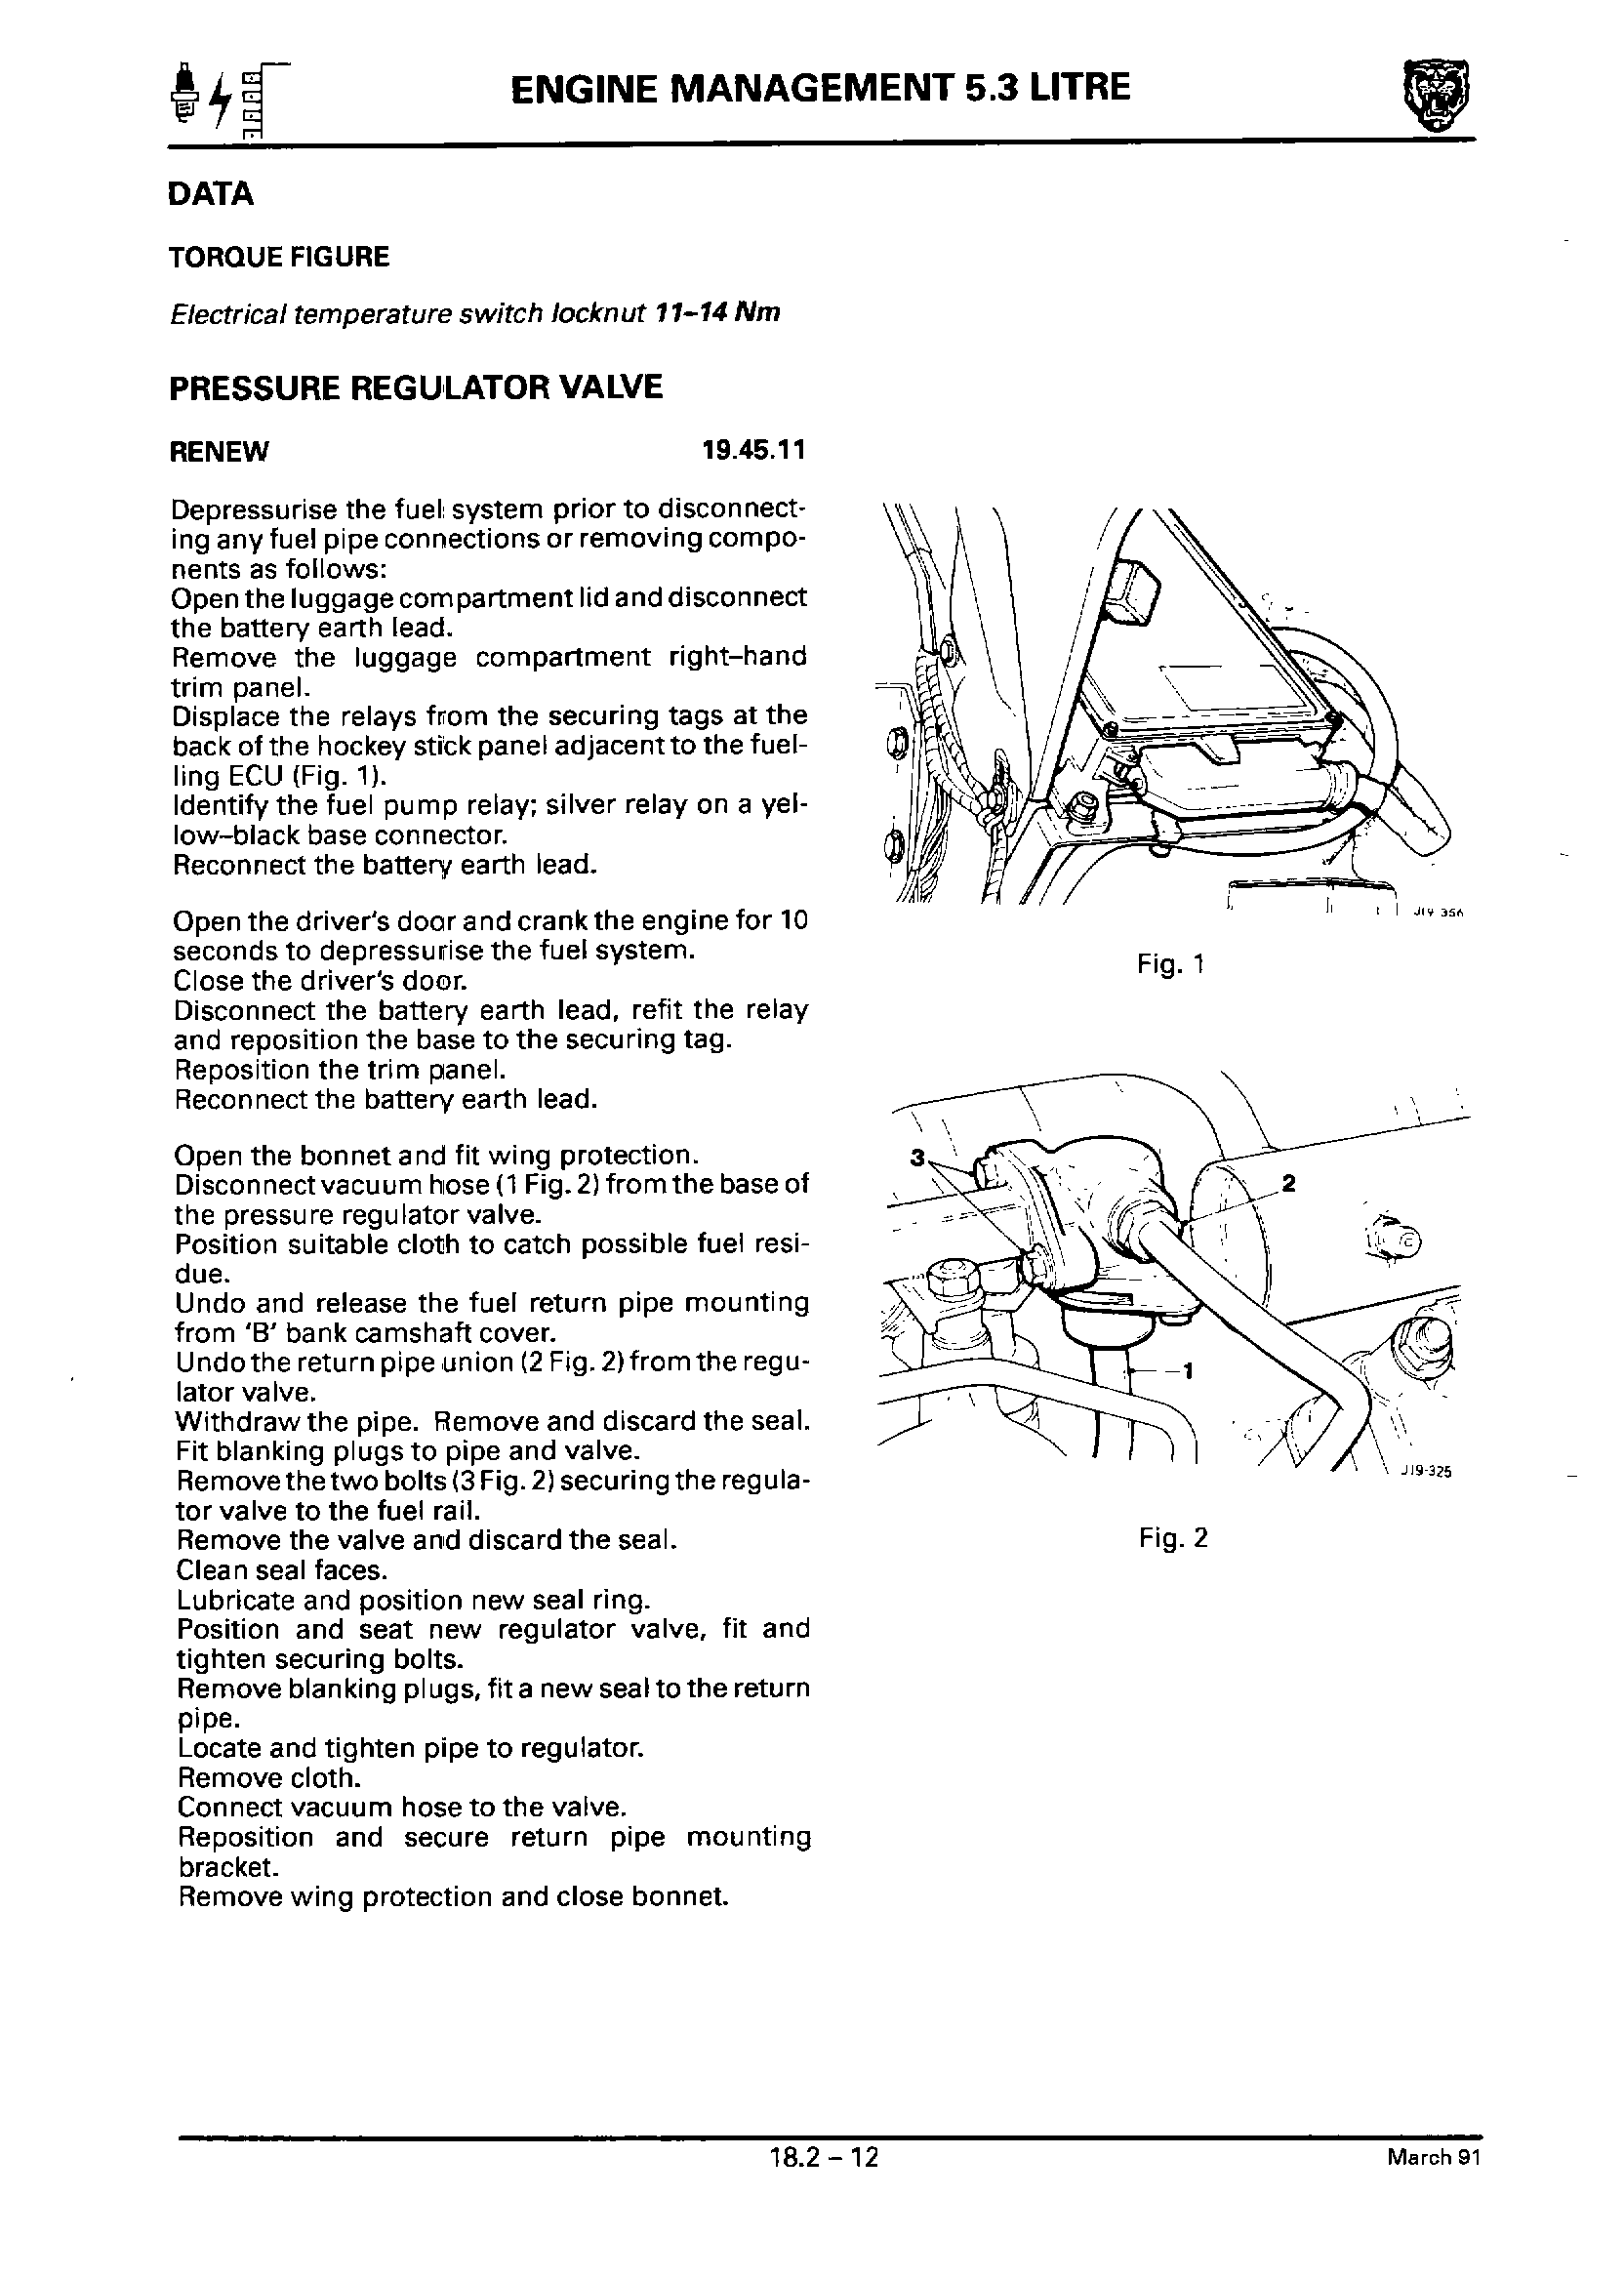 ENGINE MANAGEMENT 5.3 LITRE
DATA
TORQUE FIGURE
Electrical temperature switch locknut 11–14 Nm
PRESSURE REGULATOR VALVE
RENEW 19.45.11
Depressurise the fuel system prior to disconnect-
ing any fuel pipe connections or removing compo-
nents as follows:
Open the luggage compartment lid and disconnect
the battery earth lead.
Remove the luggage compartment right–hand
trim panel.
Displace the relays from the securing tags at the
back of the hockey stick panel adjacent to the fuel-
ling ECU (Fig. 1).
Identify the fuel pump relay; silver relay on a yel-
low–black base connector.
Reconnect the battery earth lead.
Open the driver's door and crank the engine for 10
seconds to depressurise the fuel system.
Close the driver's door.
Disconnect the battery earth lead, refit the relay
and reposition the base to the securing tag.
Reposition the trim panel.
Reconnect the battery earth lead.
Open the bonnet and fit wing protection.
Disconnect vacuum hose (1 Fig. 2) from the base of
the pressure regulator valve.
Position suitable cloth to catch possible fuel resi-
due.
Undo and release the fuel return pipe mounting
from 'B' bank camshaft cover.
Undo the return pipe union (2 Fig. 2) from the regu-
lator valve.
Withdraw the pipe. Remove and discard the seal.
Fit blanking plugs to pipe and valve.
Remove the two bolts (3 Fig. 2) securing the regula-
tor valve to the fuel rail.
Remove the valve and discard the seal.
Clean seal faces.
Lubricate and position new seal ring.
Position and seat new regulator valve, fit and
tighten securing bolts.
Remove blanking plugs, fit a new seal to the return
pipe.
Locate and tighten pipe to regulator.
Remove cloth.
Connect vacuum hose to the valve.
Reposition and secure return pipe mounting
bracket.
Remove wing protection and close bonnet.
J19 356
Fig. 1
3
2
1
J19-325
Fig. 2
18.2 – 12
March 91